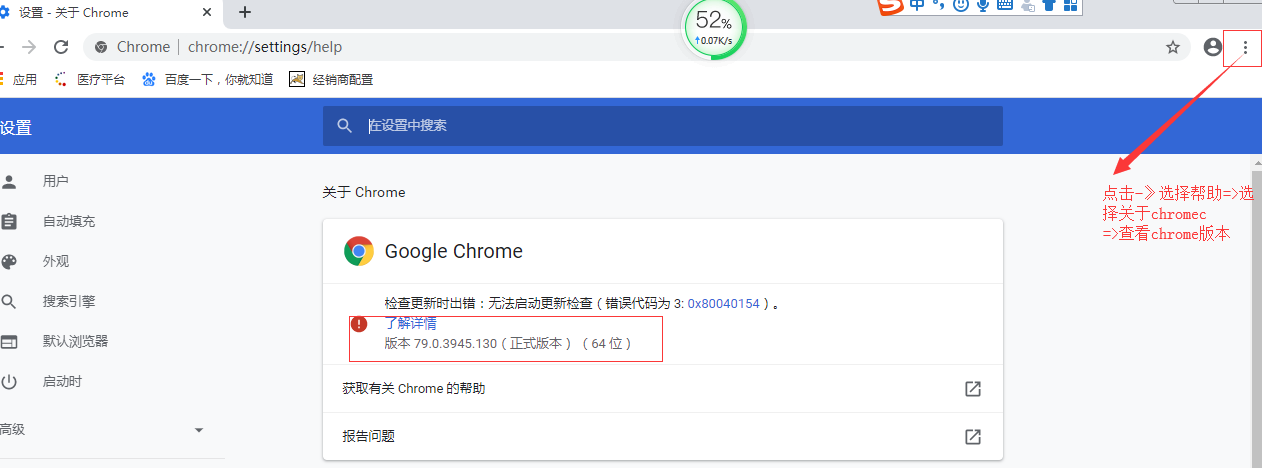 设置 - 关于 Chrome
52%
0.07K/s
中
Chrome | chrome://settings/help
应用
医疗平台
百度一下，你就知道
经销商配置
设置
在设置中搜索
用户
自动填充
外观
搜索引擎
默认浏览器
启动时
高级
关于 Chrome
Google Chrome
检查更新时出错：无法启动更新检查（错误代码为 3: 0x80040154）。
了解详情
版本 79.0.3945.130（正式版本）（64 位）
获取有关 Chrome 的帮助
报告问题
点击-》选择帮助=>选
择关于chromec
=>查看chrome版本